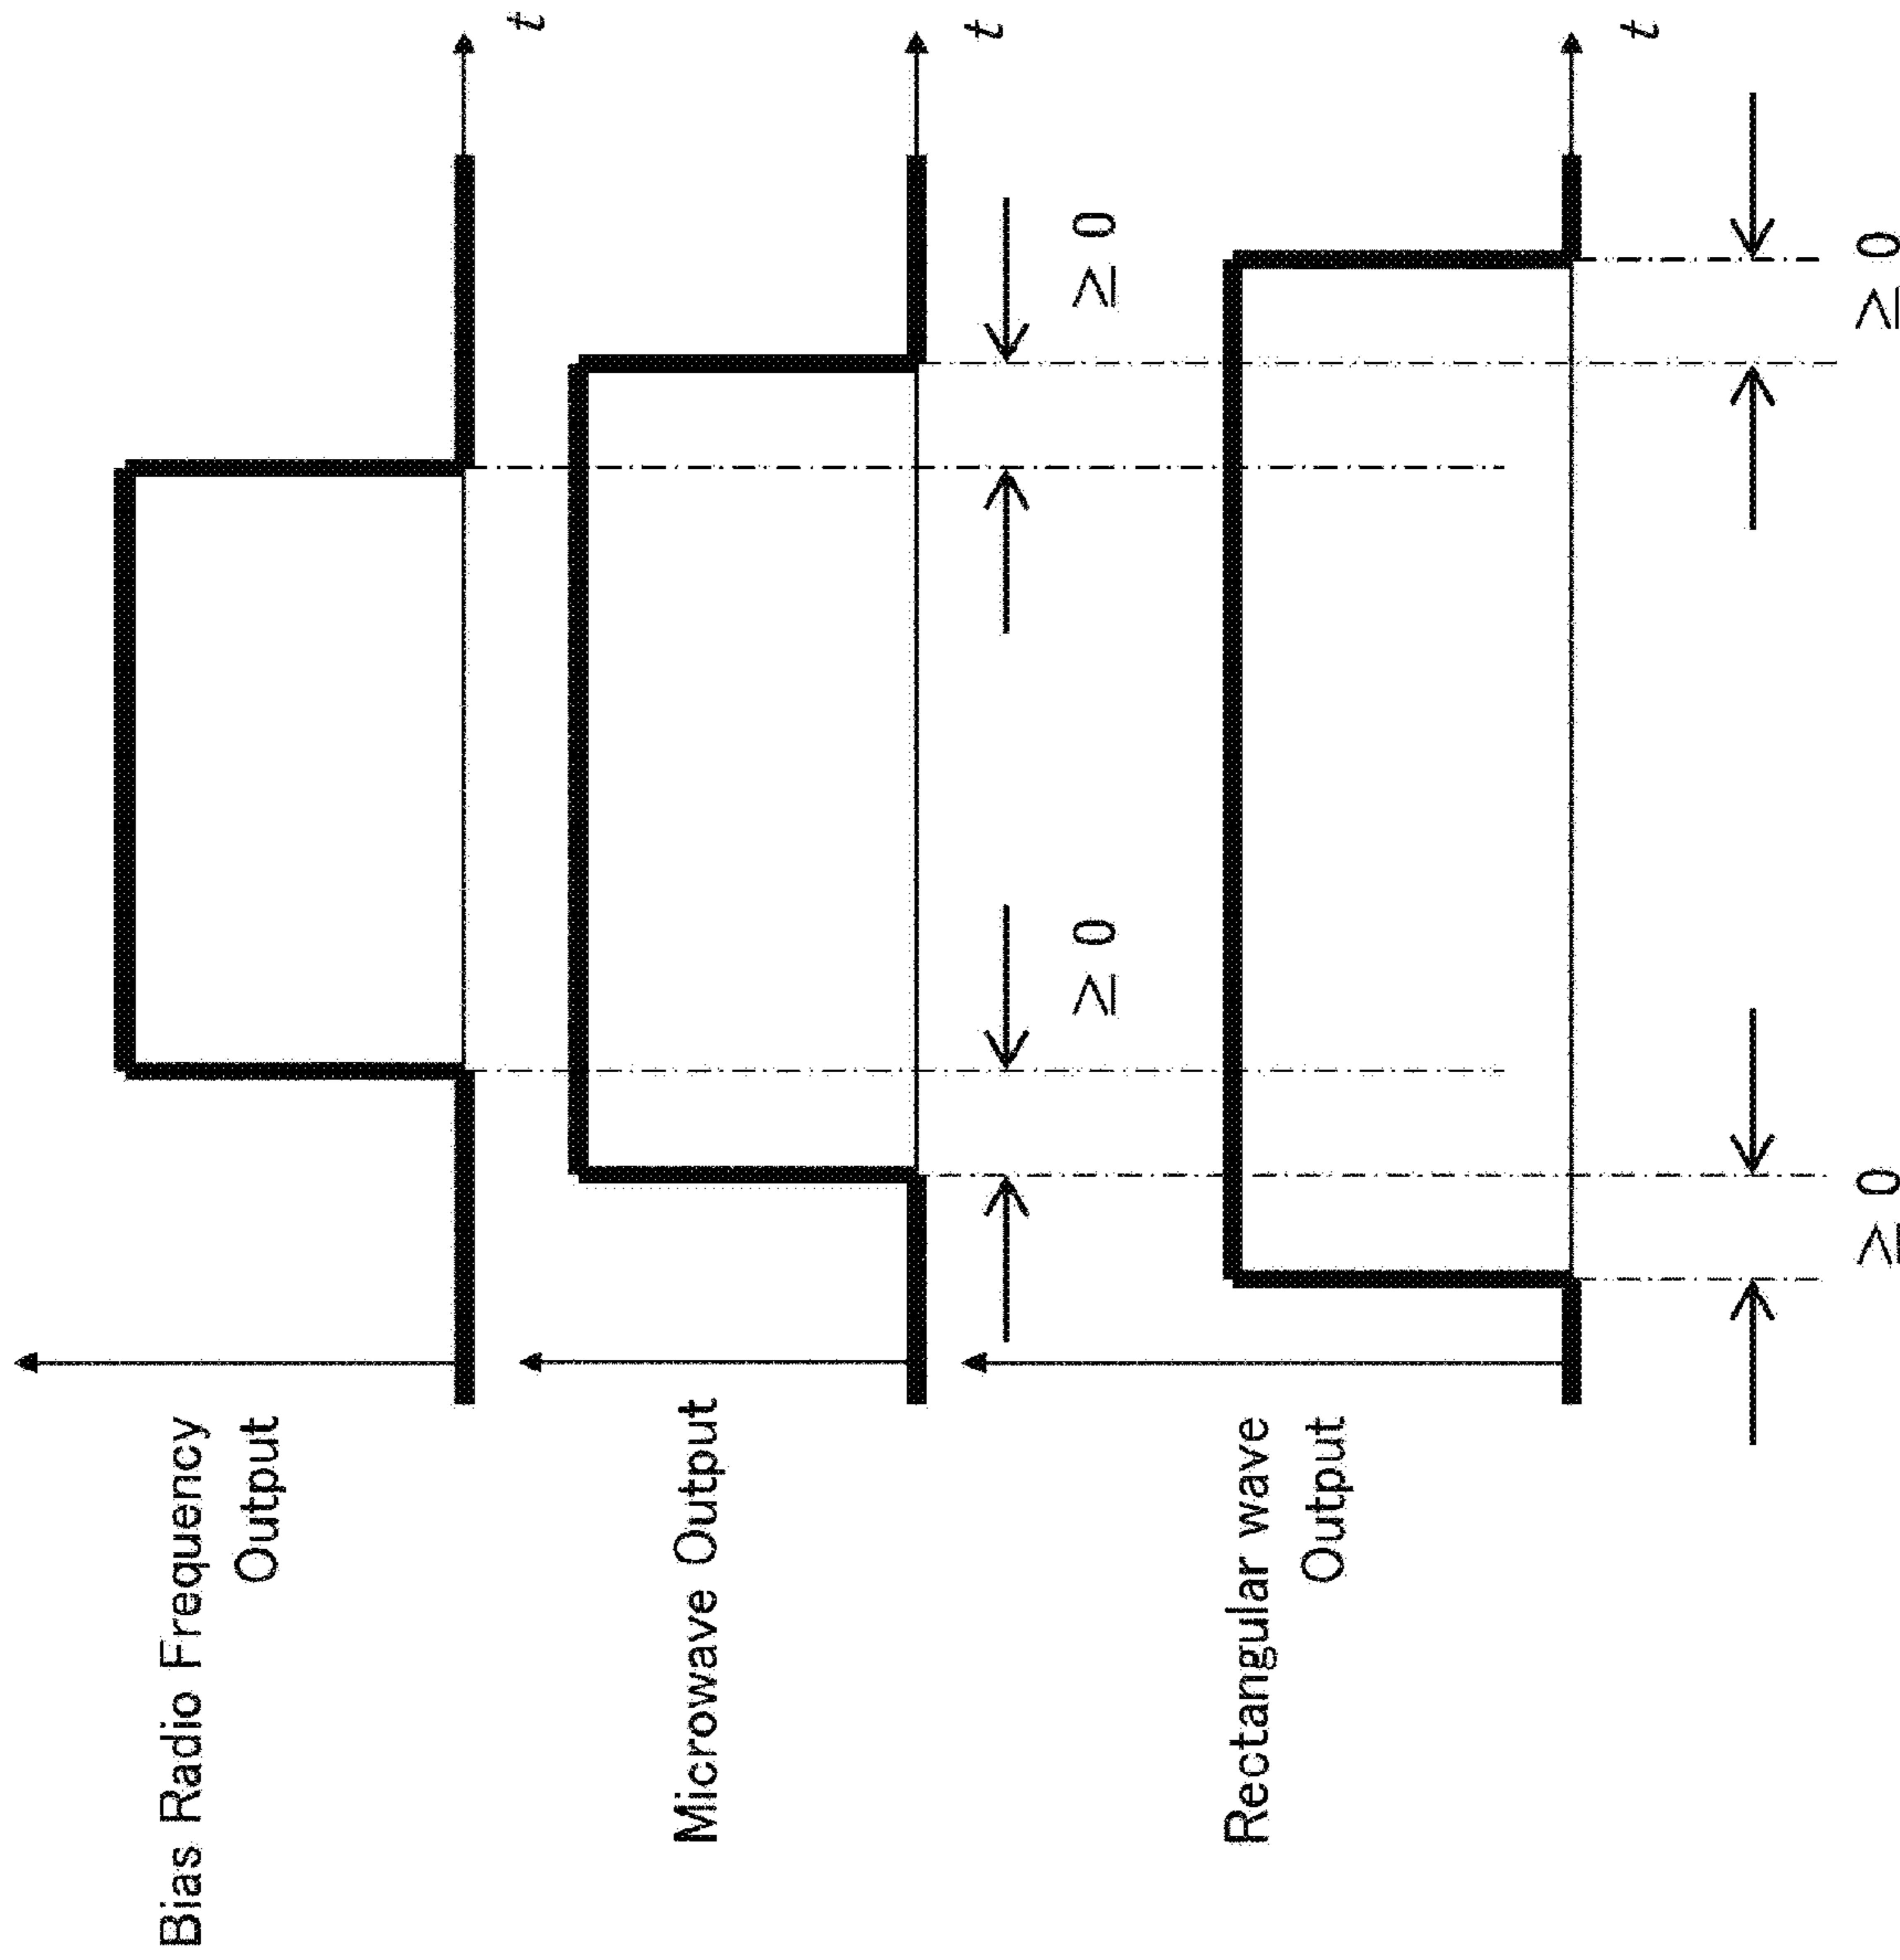 Bias Radio Frequency
Output
t
Microwave Output
t
≥ 0
≥ 0
Rectangular wave
Output
t
≥ 0
≥ 0